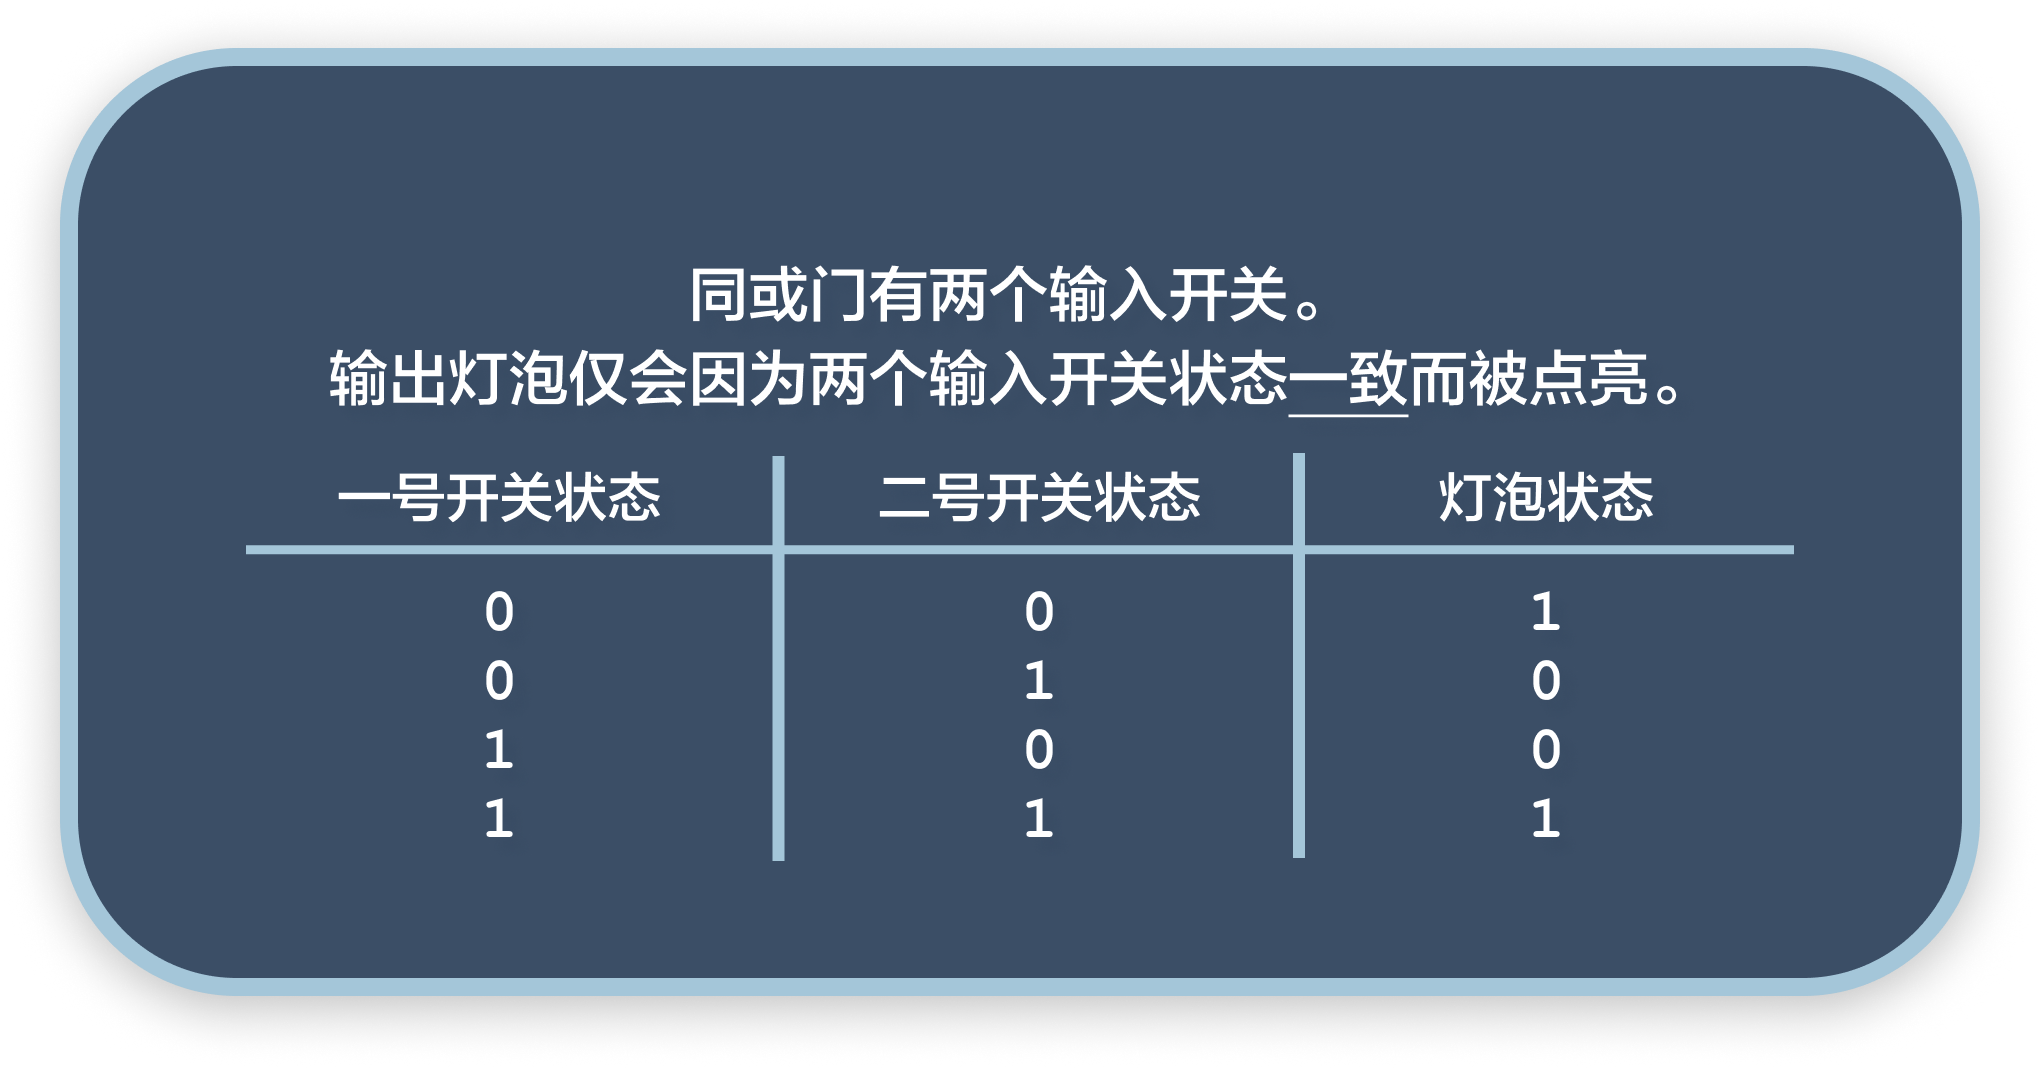 同或门有两个输入开关。
输出灯泡仅会因为两个输入开关状态一致而被点亮。
一号开关状态 二号开关状态 灯泡状态
0 0 1
0 1 0
1 0 0
1 1 1